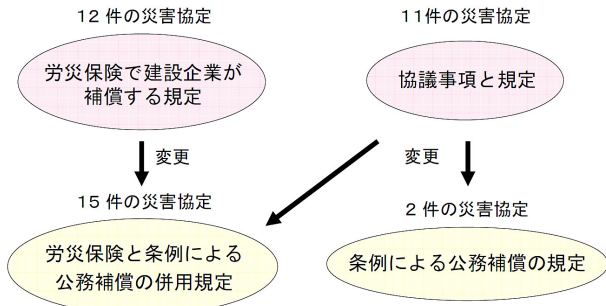 12 件の災害協定
11件の災害協定
労災保険で建設企業が
補償する規定
協議事項と規定
変更
変更
15 件の災害協定
2 件の災害協定
労災保険と条例による
公務補償の併用規定
条例による公務補償の規定